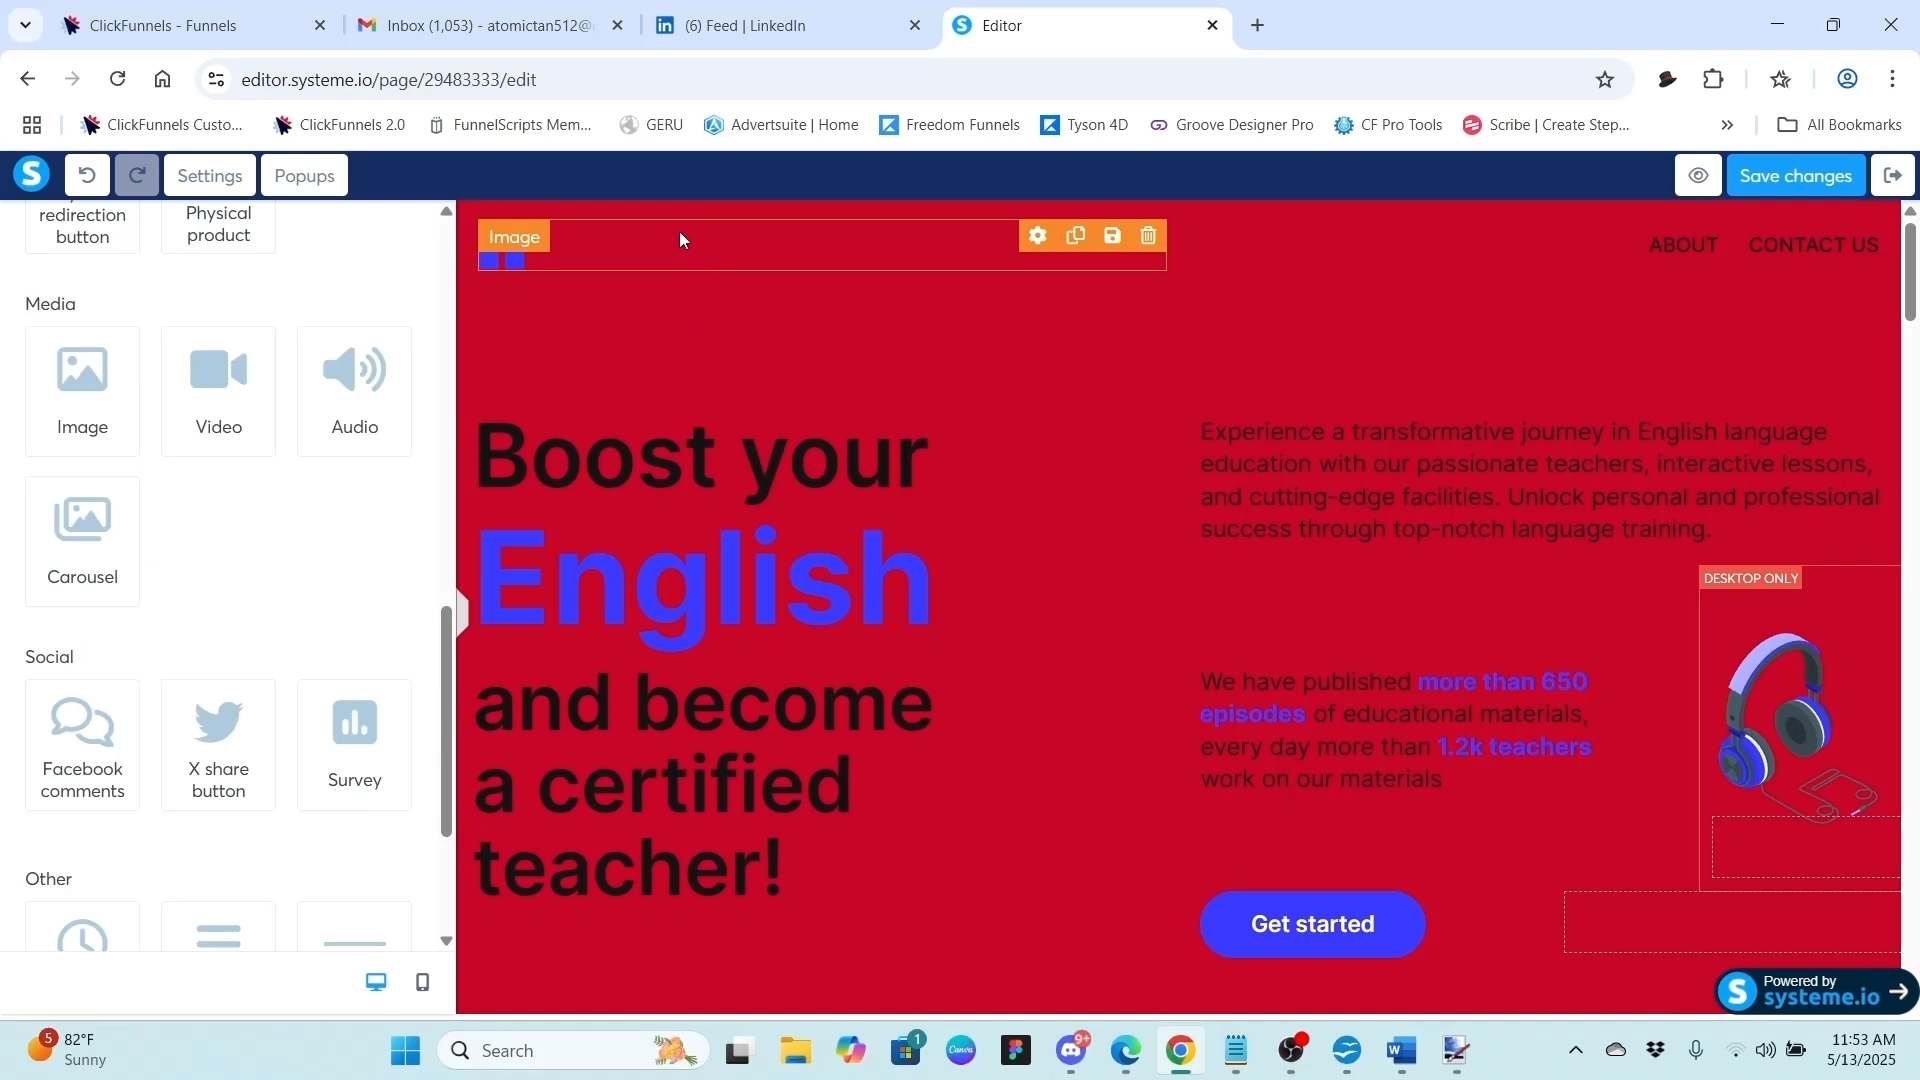 ClickFunnels - Funnels
Inbox (1,053) - atomictan512@
(6) Feed | LinkedIn
Editor
editor.systeme.io/page/29483333/edit
ClickFunnels Custo...
ClickFunnels 2.0
FunnelScripts Mem...
GERU
Advertsuite | Home
Freedom Funnels
Tyson 4D
Groove Designer Pro
CF Pro Tools
Scribe | Create Step...
All Bookmarks
Settings
Popups
Save changes
redirection
button
Physical
product
Media
Image
Video
Audio
Carousel
Social
Facebook
comments
X share
button
Survey
Other
Image
ABOUT
CONTACT US
Boost your
English
and become
a certified
teacher!
Experience a transformative journey in English language
education with our passionate teachers, interactive lessons,
and cutting-edge facilities. Unlock personal and professional
success through top-notch language training.
DESKTOP ONLY
We have published more than 650
episodes of educational materials,
every day more than 1.2k teachers
work on our materials
Get started
Powered by
systeme.io
5
82°F
Sunny
Search
1
Canva
9+
11:53 AM
5/13/2025